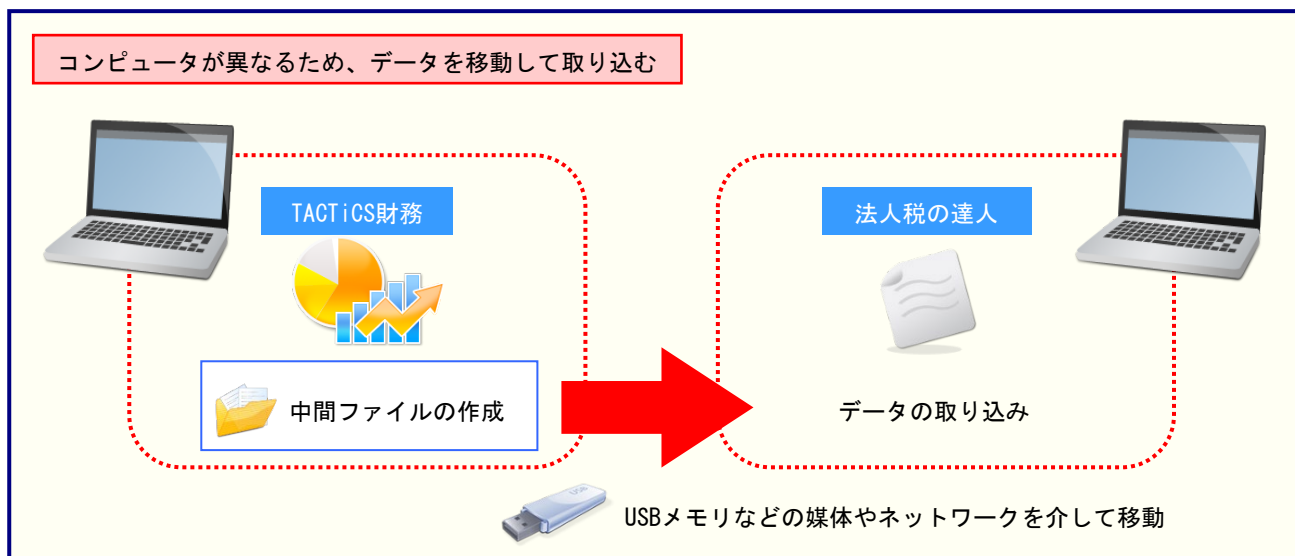 コンピュータが異なるため、データを移動して取り込む
TACTiCS財務
法人税の達人
中間ファイルの作成
データの取り込み
USB
USBメモリなどの媒体やネットワークを介して移動